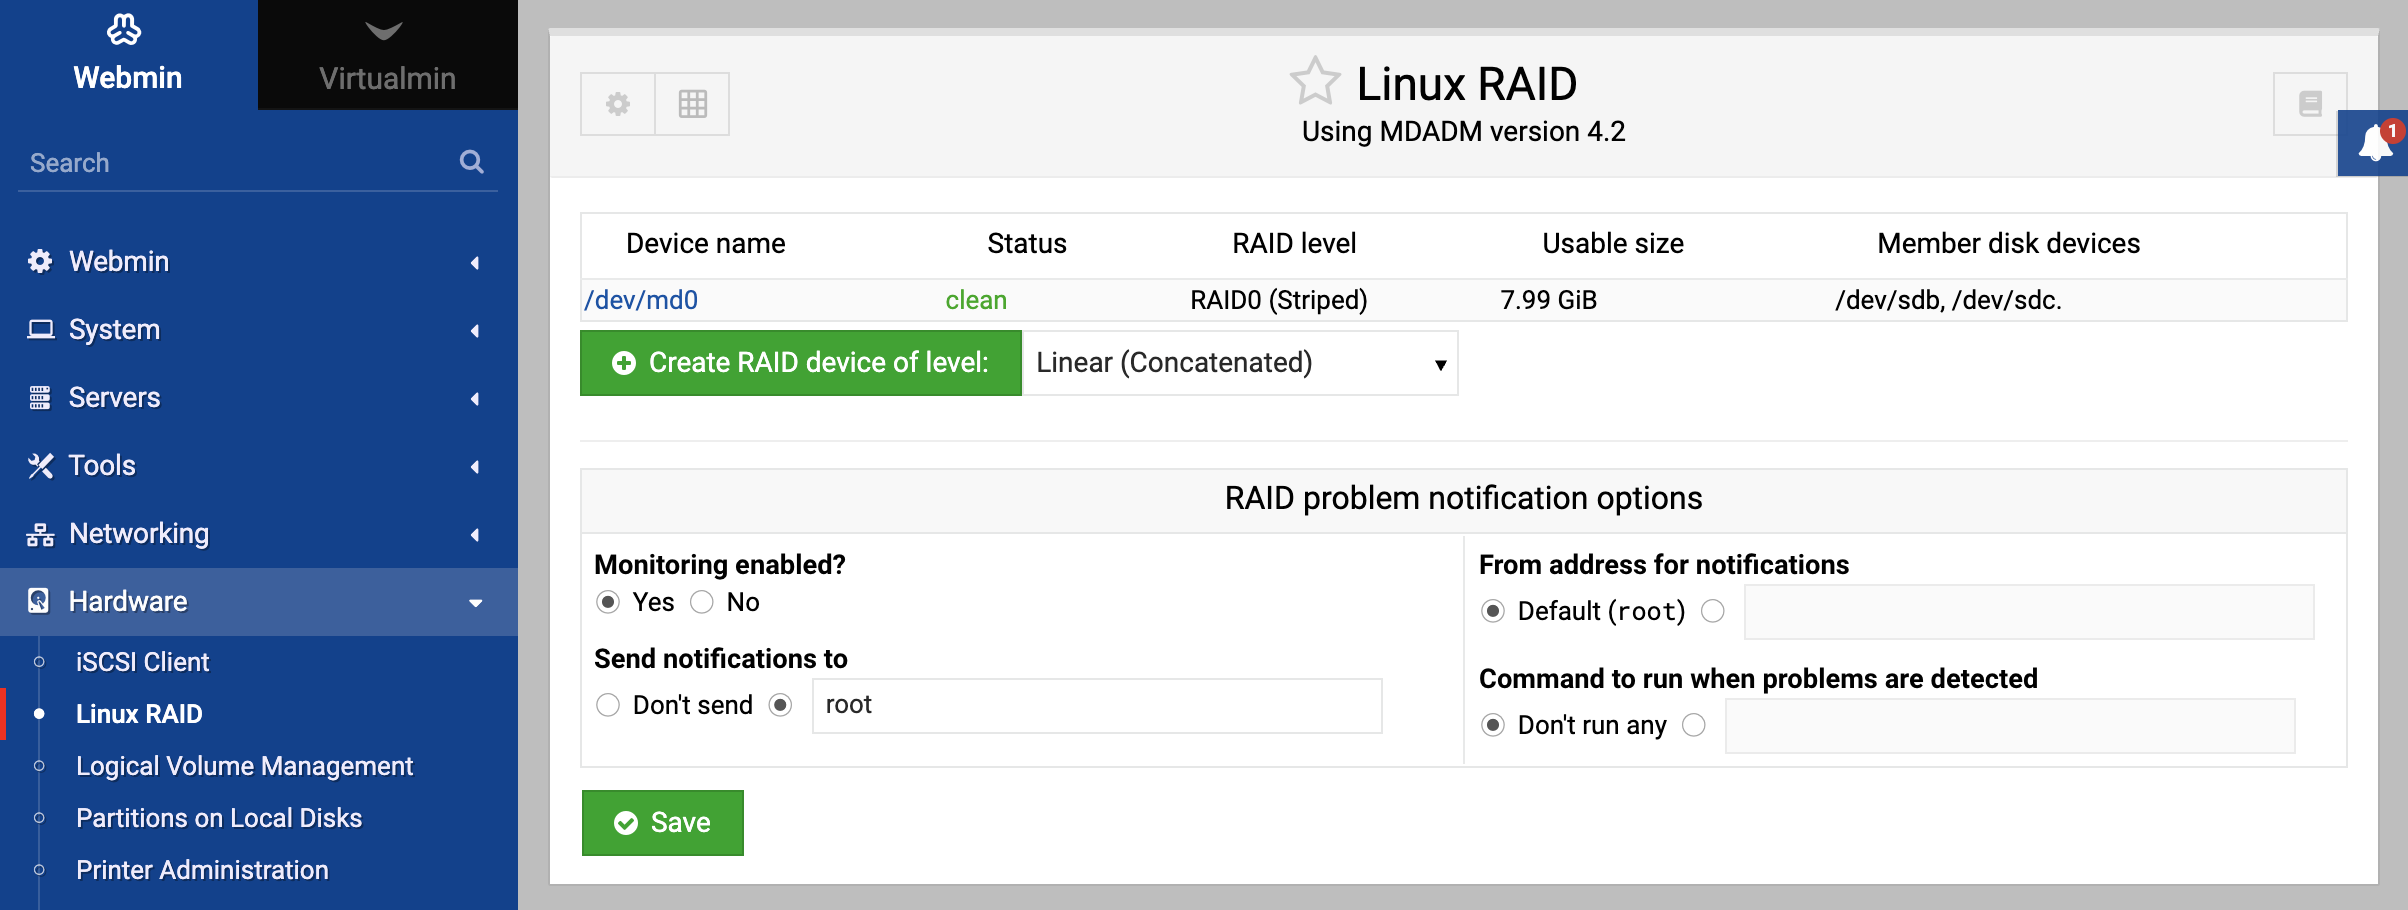 Webmin
Virtualmin
Search
Webmin
System
Servers
Tools
Networking
Hardware
iSCSI Client
Linux RAID
Logical Volume Management
Partitions on Local Disks
Printer Administration
Linux RAID
Using MDADM version 4.2
1
Device name Status RAID level Usable size Member disk devices
/dev/md0 clean RAID0 (Striped) 7.99 GiB /dev/sdb, /dev/sdc.
Create RAID device of level: Linear (Concatenated)
RAID problem notification options
Monitoring enabled?
Yes No
Send notifications to
Don't send root
From address for notifications
Default (root)
Command to run when problems are detected
Don't run any
Save